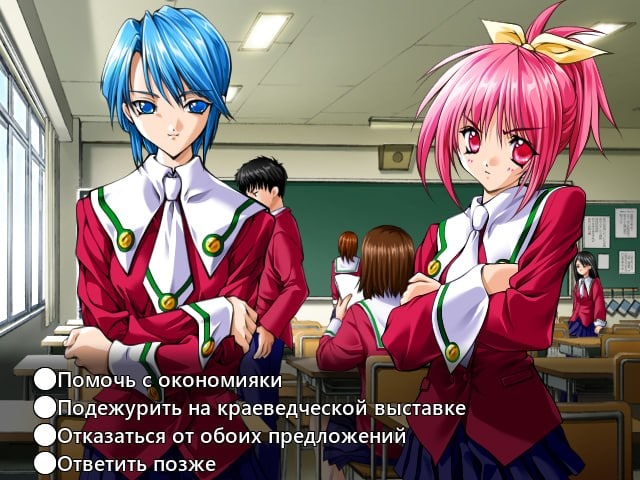 Помочь с окономияки
Подежурить на краеведческой выставке
Отказаться от обоих предложений
Ответить позже